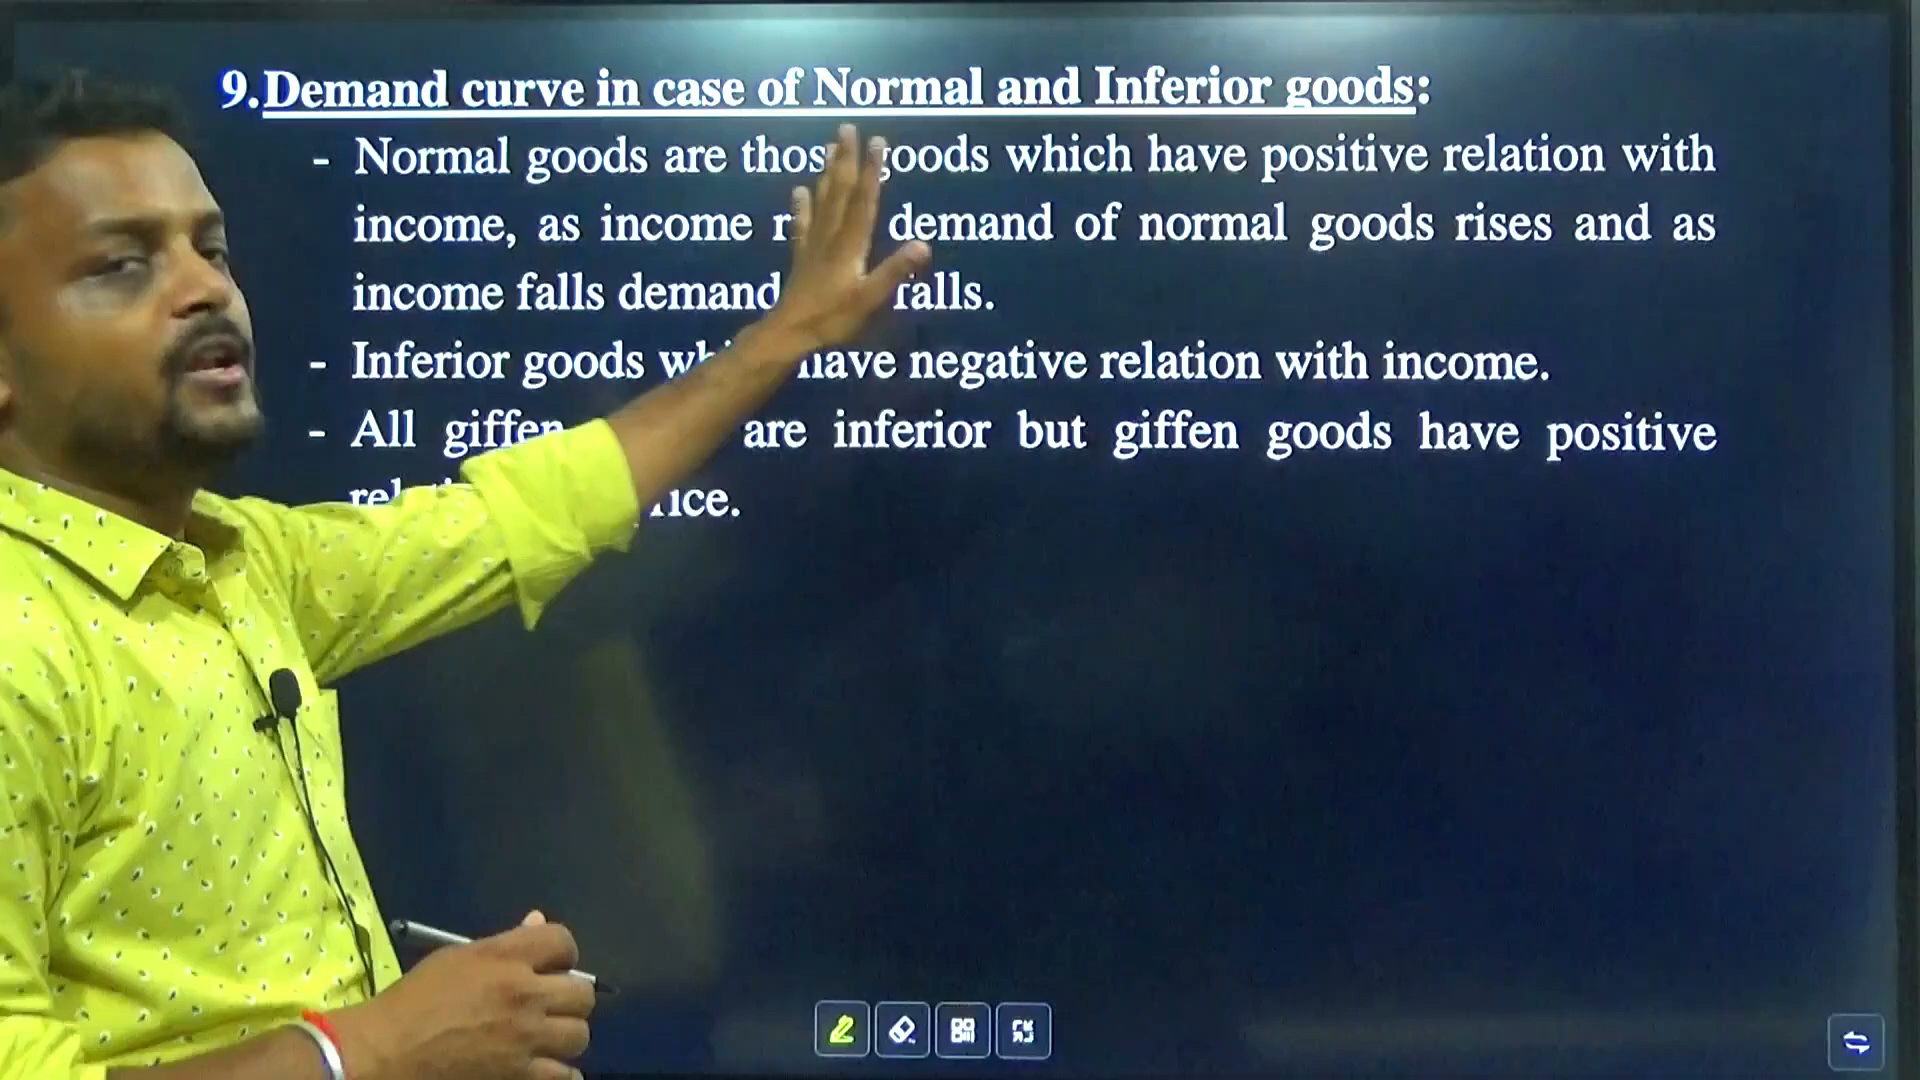 9. Demand curve in case of Normal and Inferior goods:
- Normal goods are those goods which have positive relation with
income, as income demand of normal goods rises and as
income falls demand falls.
- Inferior goods which have negative relation with income.
- All giffen are inferior but giffen goods have positive